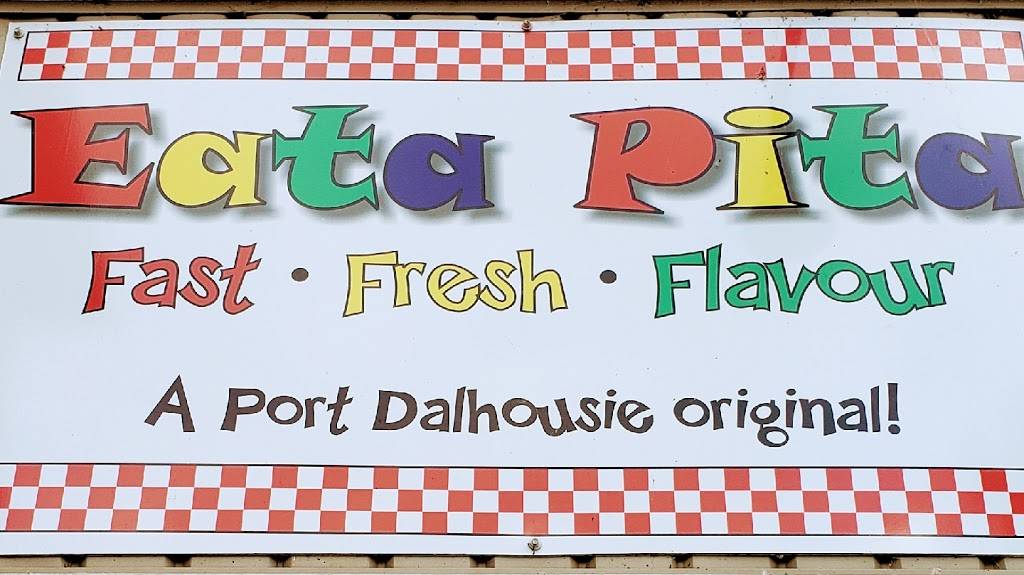 Eata Pita
Fast • Fresh • Flavour
A Port Dalhousie original!